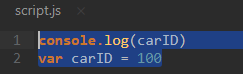 script.js
1 console.log(carID)
2 var carID = 100